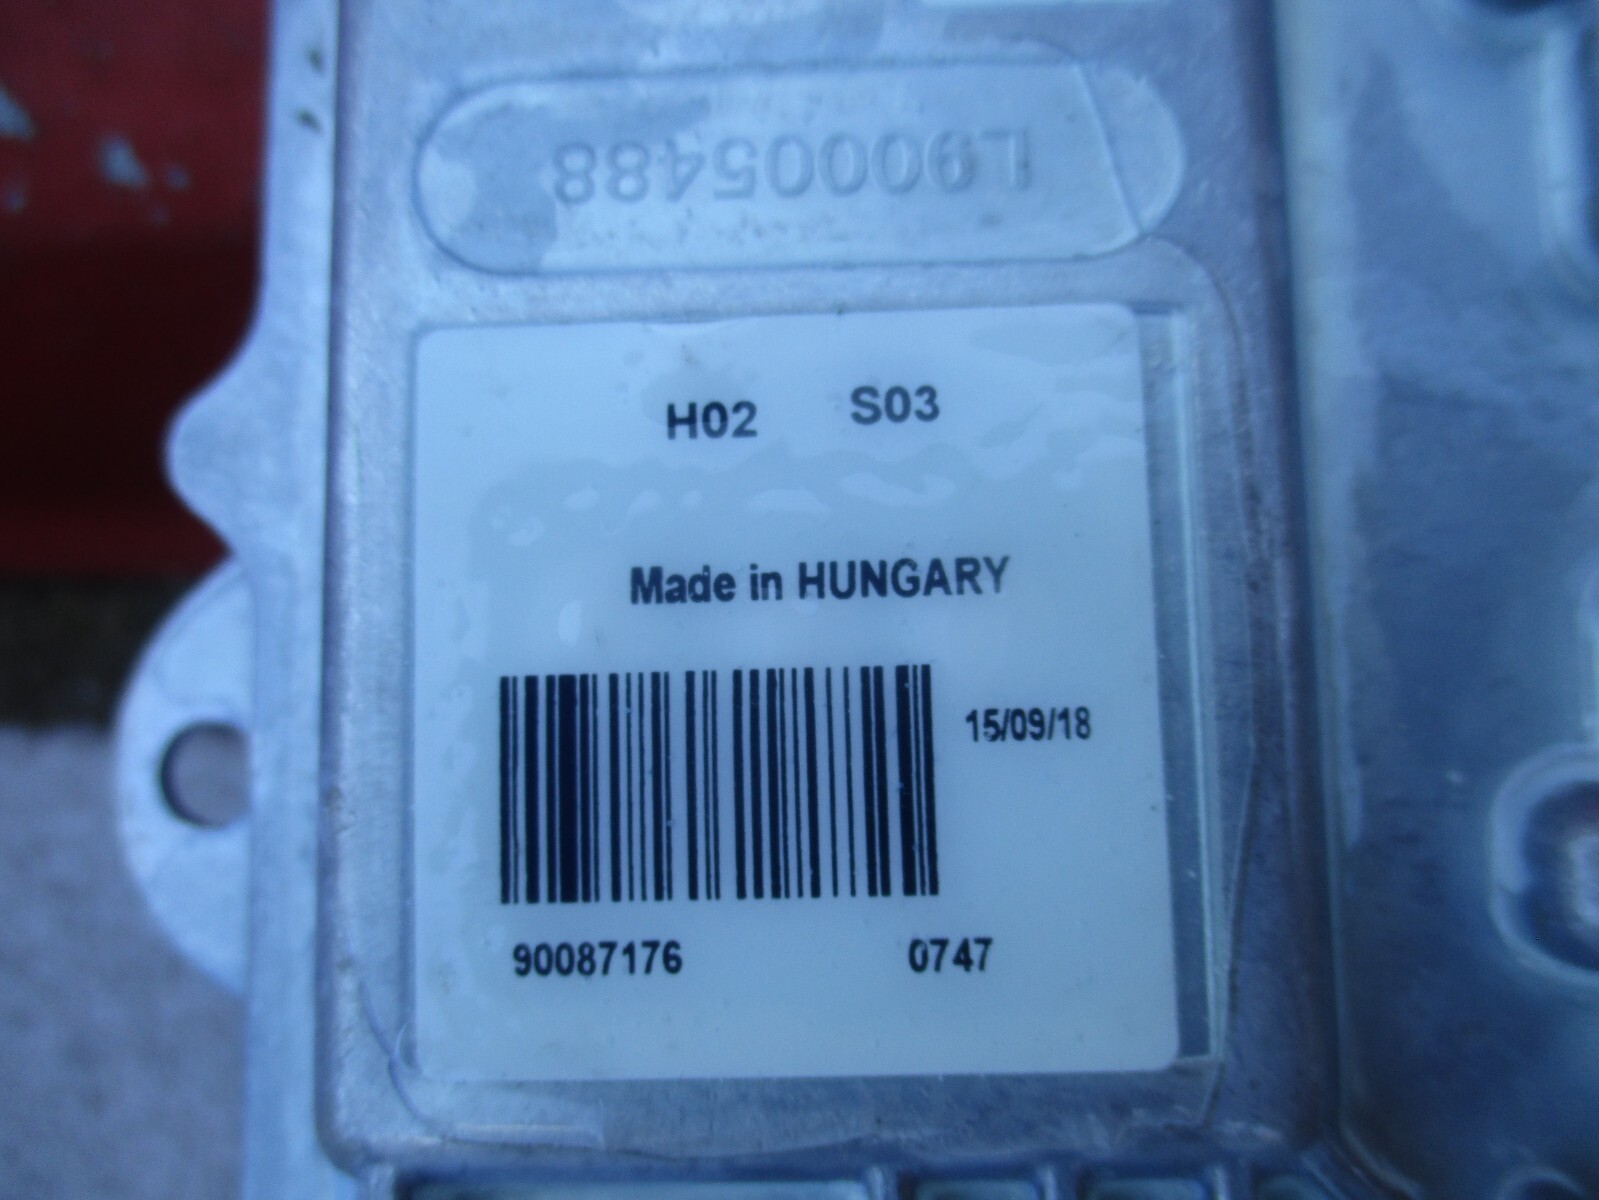 L90005488
H02 S03
Made in HUNGARY
15/09/18
90087176 0747